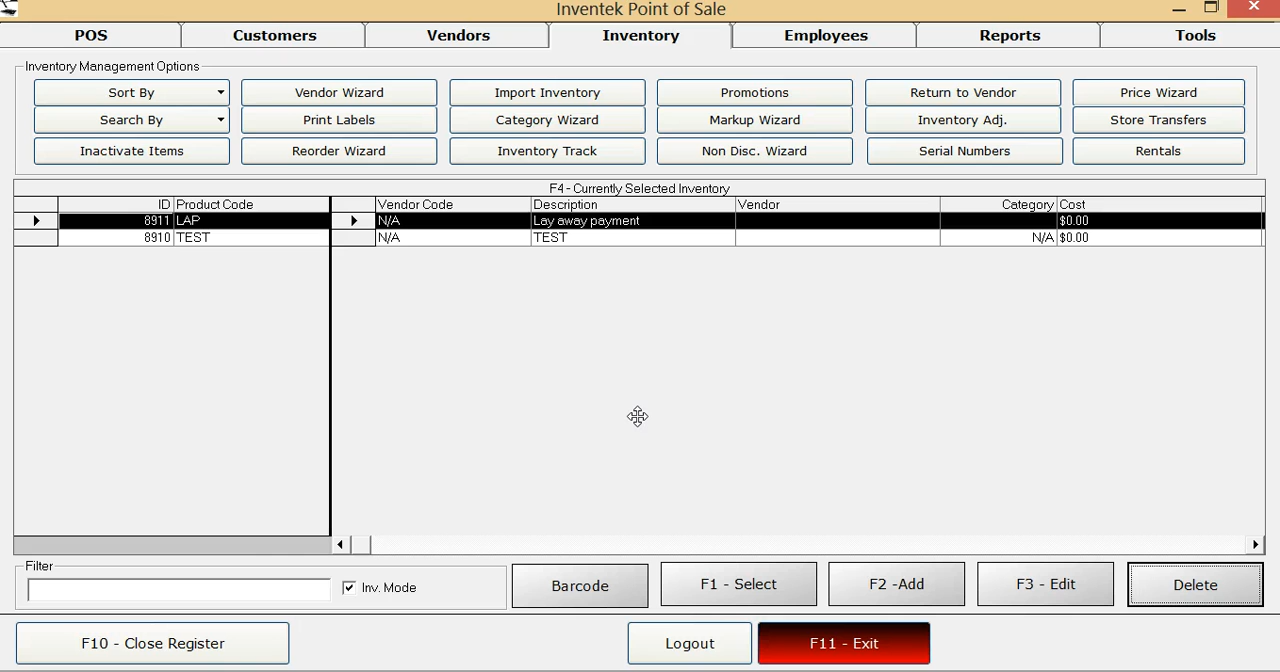 Inventek Point of Sale
POS Customers Vendors Inventory Employees Reports Tools
Inventory Management Options
Sort By Vendor Wizard Import Inventory Promotions Return to Vendor Price Wizard
Search By Print Labels Category Wizard Markup Wizard Inventory Adj. Store Transfers
Inactivate Items Reorder Wizard Inventory Track Non Disc. Wizard Serial Numbers Rentals
F4 - Currently Selected Inventory
ID Product Code Vendor Code Description Vendor Category Cost
8911 LAP N/A Lay away payment $0.00
8910 TEST N/A TEST N/A $0.00
Filter
Inv. Mode Barcode F1 - Select F2 -Add F3 - Edit Delete
F10 - Close Register Logout F11 - Exit